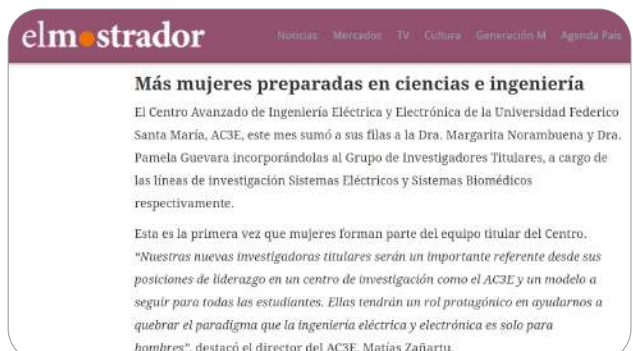 elmostrador
Noticias Mercados TV Cultura Generación M Agenda País
Más mujeres preparadas en ciencias e ingeniería
El Centro Avanzado de Ingeniería Eléctrica y Electrónica de la Universidad Federico
Santa María, AC3E, este mes sumó a sus filas a la Dra. Margarita Norambuena y Dra.
Pamela Guevara incorporándolas al Grupo de Investigadores Titulares, a cargo de
las líneas de investigación Sistemas Eléctricos y Sistemas Biomédicos
respectivamente.
Esta es la primera vez que mujeres forman parte del equipo titular del Centro.
“Nuestras nuevas investigadoras titulares serán un importante referente desde sus
posiciones de liderazgo en un centro de investigación como el AC3E y un modelo a
seguir para todas las estudiantes. Ellas tendrán un rol protagónico en ayudarnos a
quebrar el paradigma que la ingeniería eléctrica y electrónica es solo para
hombres”, destacó el director del AC3E, Matías Zañartu.